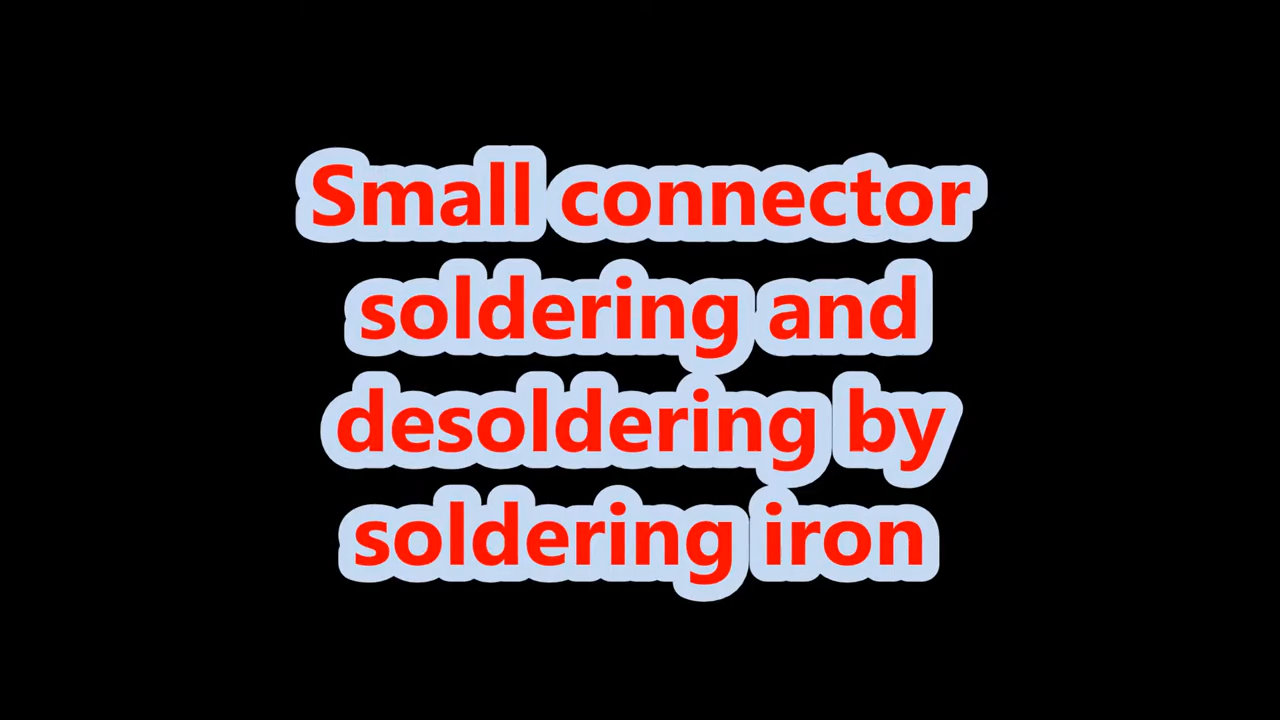 Small connector
soldering and
desoldering by
soldering iron